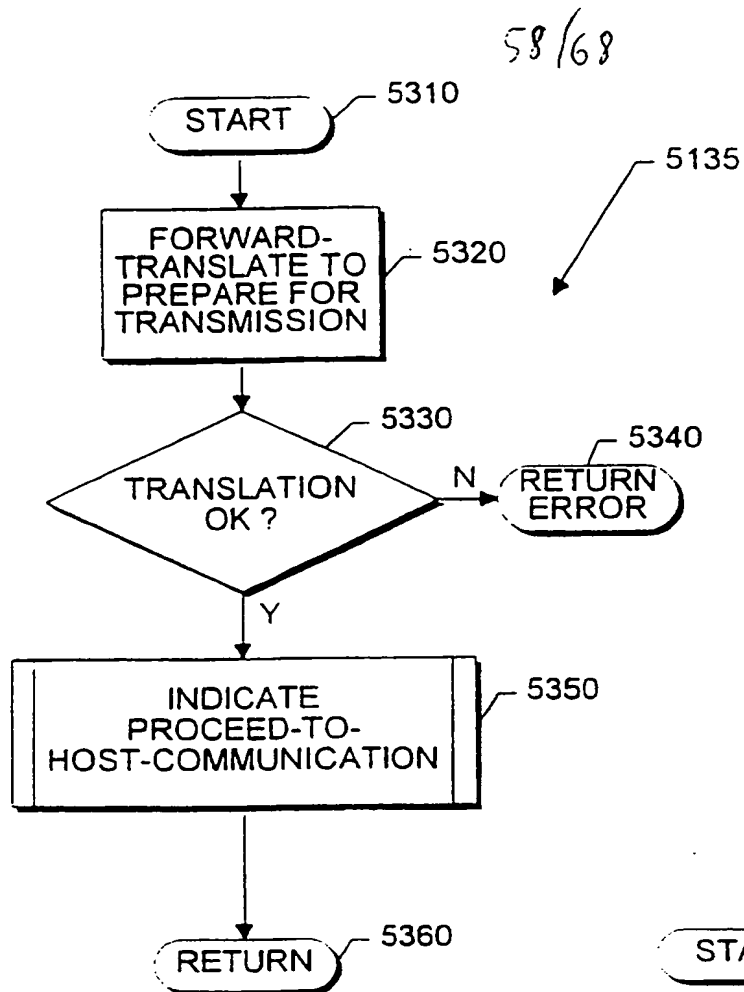 58/68
START
5310
5135
FORWARD-
TRANSLATE TO
PREPARE FOR
TRANSMISSION
5320
5330
TRANSLATION
OK ?
N
5340
RETURN
ERROR
Y
INDICATE
PROCEED-TO-
HOST-COMMUNICATION
5350
RETURN
5360